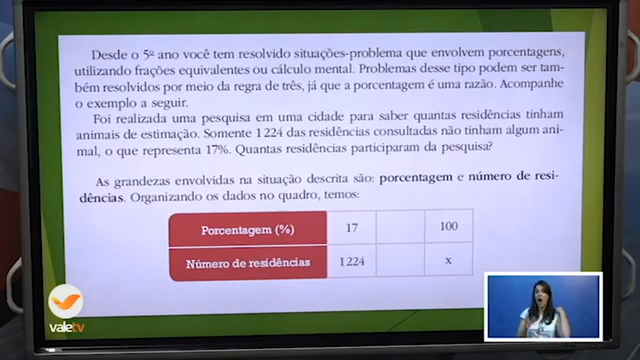 Desde o 5º ano você tem resolvido situações-problema que envolvem porcentagens,
utilizando frações equivalentes ou cálculo mental. Problemas desse tipo podem ser tam-
bém resolvidos por meio da regra de três, já que a porcentagem é uma razão. Acompanhe
o exemplo a seguir.
Foi realizada uma pesquisa em uma cidade para saber quantas residências tinham
animais de estimação. Somente 1 224 das residências consultadas não tinham algum ani-
mal, o que representa 17%. Quantas residências participaram da pesquisa?
As grandezas envolvidas na situação descrita são: porcentagem e número de resi-
dências. Organizando os dados no quadro, temos:
Porcentagem (%) 17 100
Número de residências 1 224 x
valetv